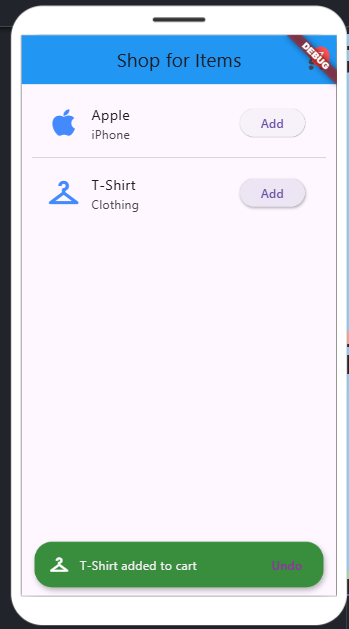 Shop for Items
DEBUG
Apple
iPhone
Add
T-Shirt
Clothing
Add
T-Shirt added to cart
Undo